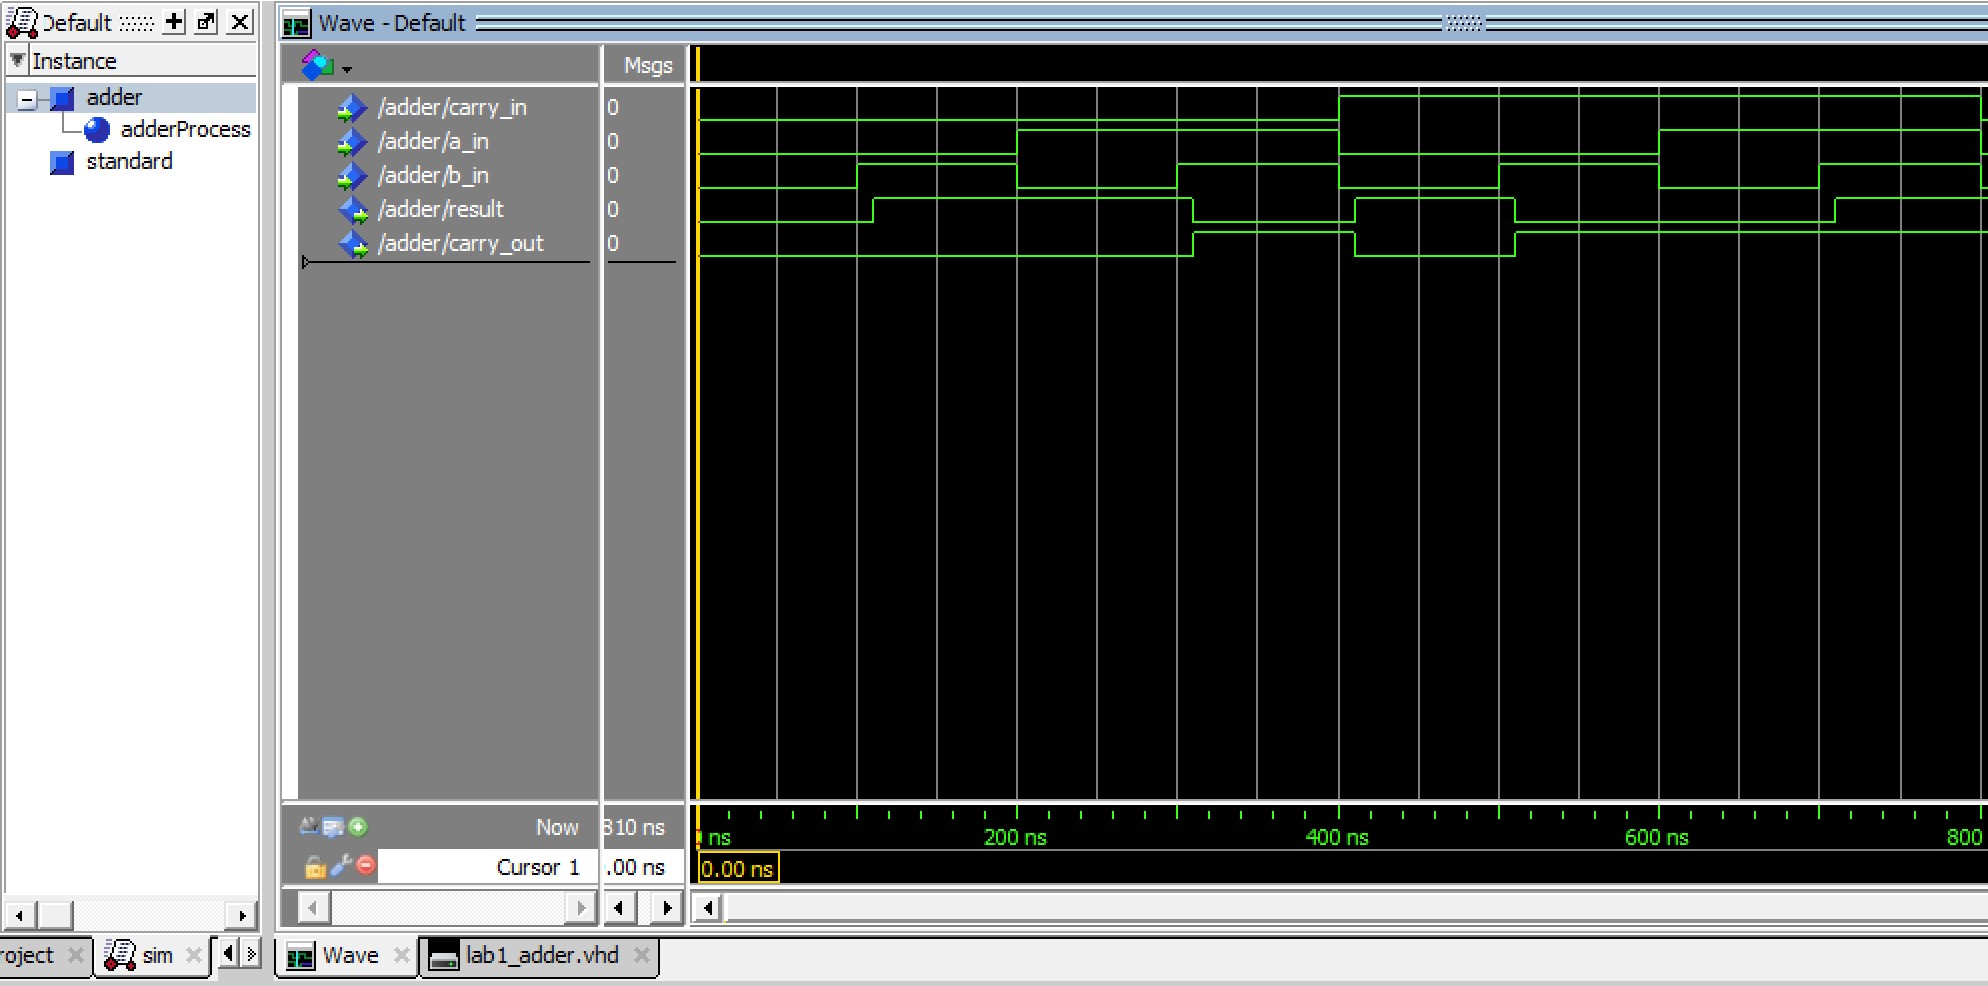 Default
Instance
adder
adderProcess
standard
Wave - Default
Msgs
/adder/carry_in 0
/adder/a_in 0
/adder/b_in 0
/adder/result 0
/adder/carry_out 0
Now 810 ns
ns 200 ns 400 ns 600 ns 800
Cursor 1 .00 ns
0.00 ns
roject
sim
Wave
lab1_adder.vhd